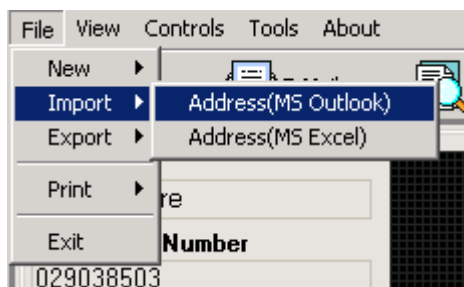 File View Controls Tools About
New
Import Address(MS Outlook)
Export Address(MS Excel)
Print
re
Exit Number
029038503